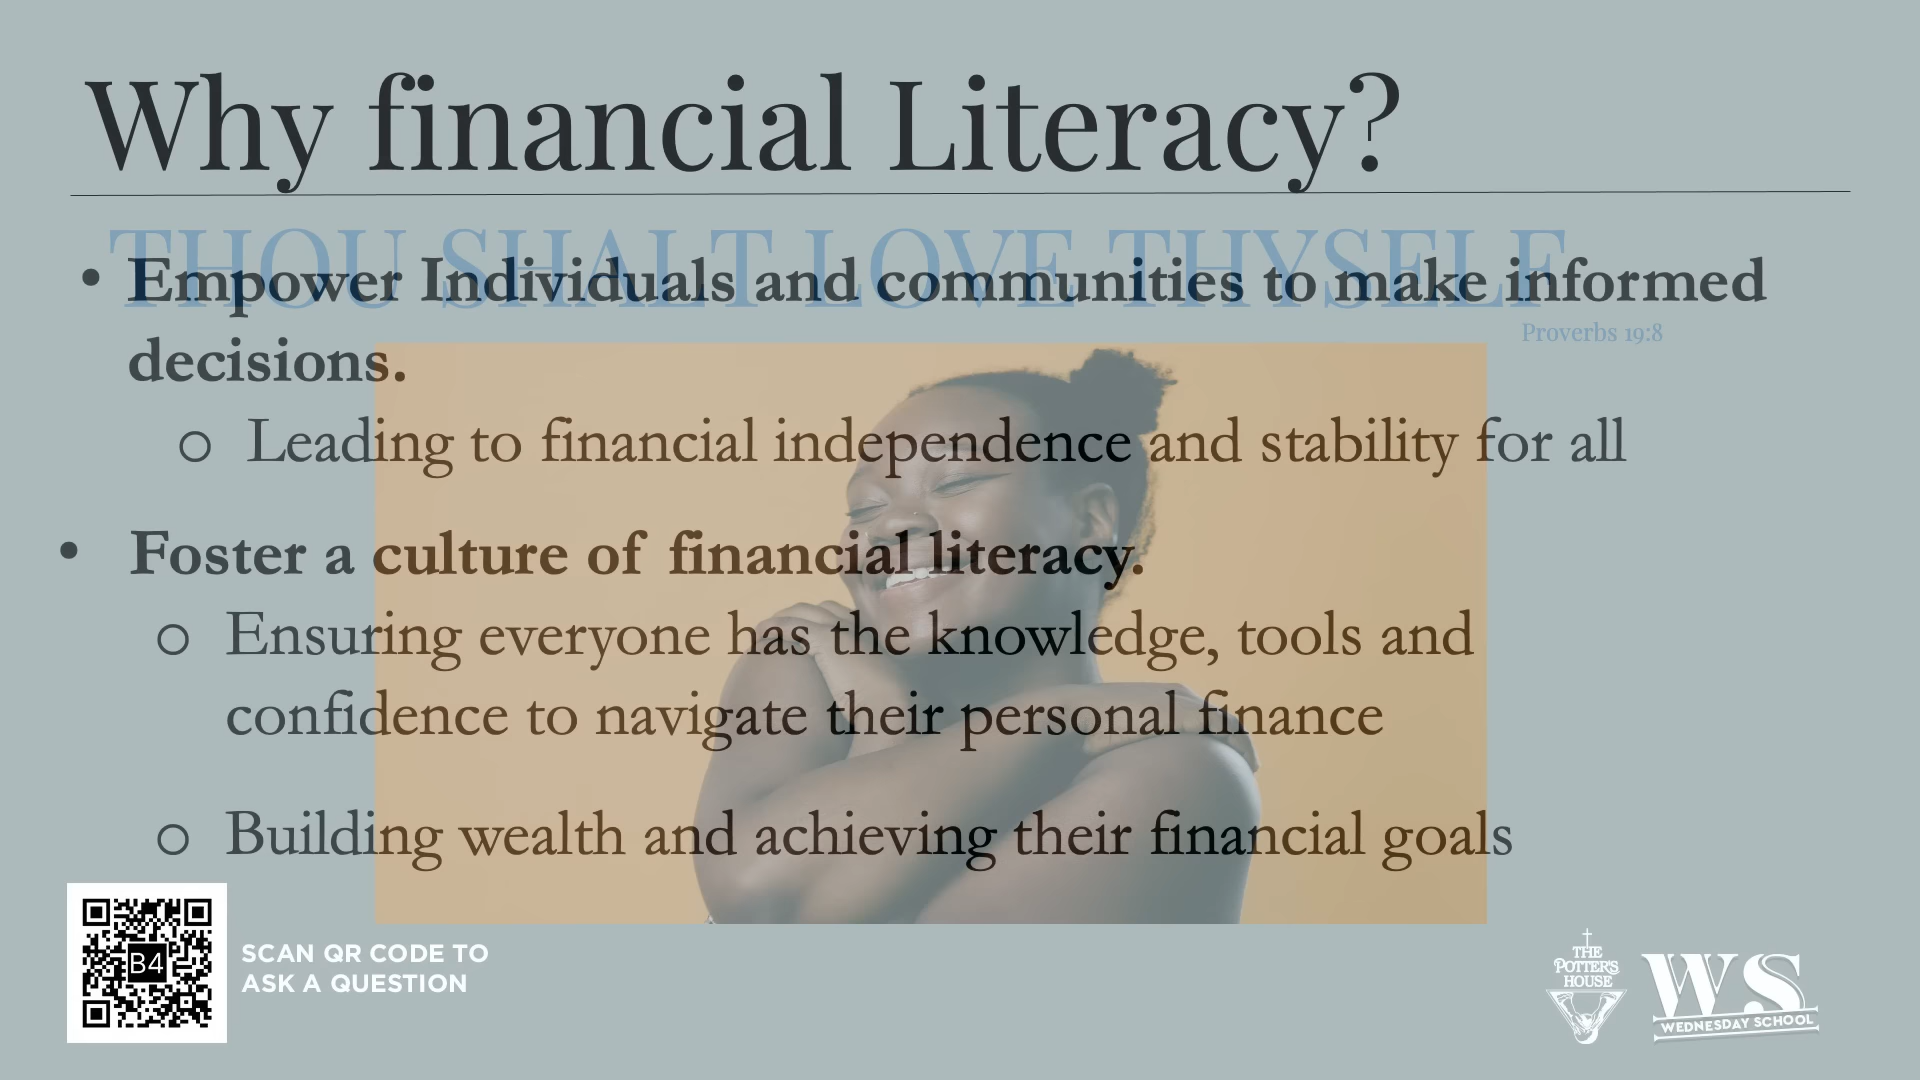 Why financial Literacy?
THOU SHALT LOVE THYSELF
• Empower Individuals and communities to make informed
decisions.
Proverbs 19:8
o Leading to financial independence and stability for all
• Foster a culture of financial literacy.
o Ensuring everyone has the knowledge, tools and
confidence to navigate their personal finance
o Building wealth and achieving their financial goals
B4
SCAN QR CODE TO
ASK A QUESTION
THE
POTTER'S
HOUSE
WS
WEDNESDAY SCHOOL